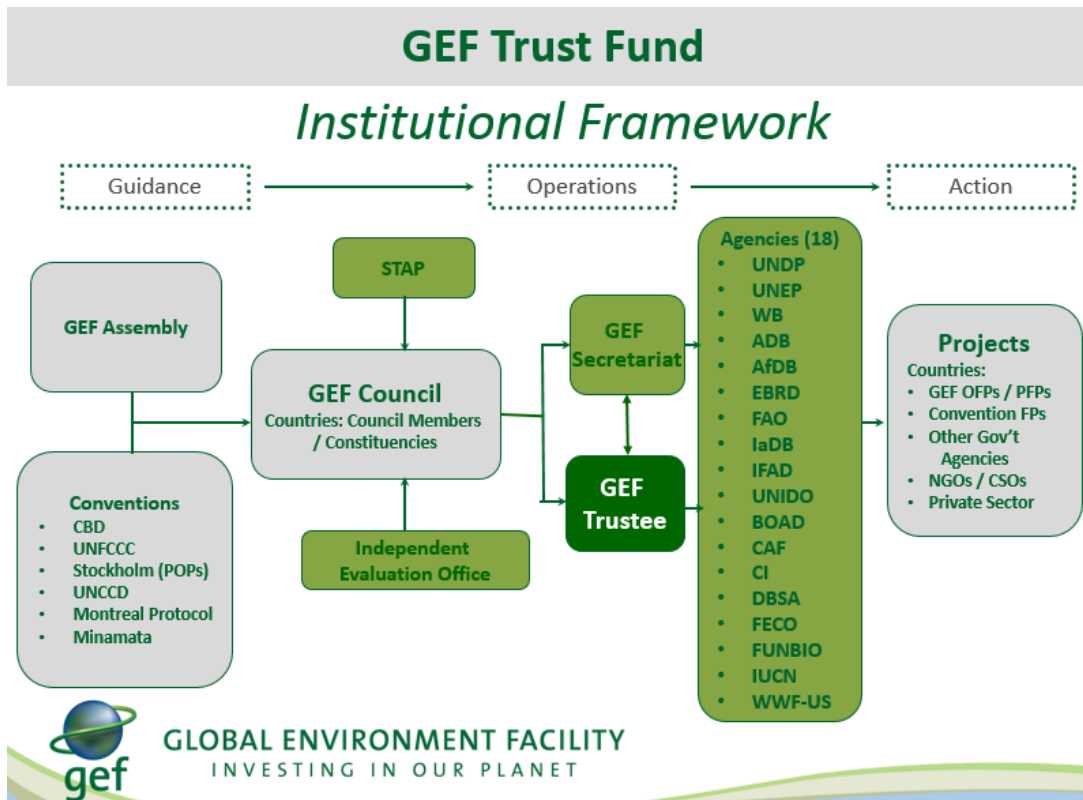 GEF Trust Fund
Institutional Framework
Guidance
Operations
Action
GEF Assembly
Conventions
• CBD
• UNFCCC
• Stockholm (POPs)
• UNCCD
• Montreal Protocol
• Minamata
STAP
GEF Council
Countries: Council Members
/ Constituencies
Independent
Evaluation Office
GEF
Secretariat
GEF
Trustee
Agencies (18)
• UNDP
• UNEP
• WB
• ADB
• AfDB
• EBRD
• FAO
• IaDB
• IFAD
• UNIDO
• BOAD
• CAF
• CI
• DBSA
• FECO
• FUNBIO
• IUCN
• WWF-US
Projects
Countries:
• GEF OFPs / PFPs
• Convention FPs
• Other Gov't
Agencies
• NGOs / CSOs
• Private Sector
gef
GLOBAL ENVIRONMENT FACILITY
INVESTING IN OUR PLANET